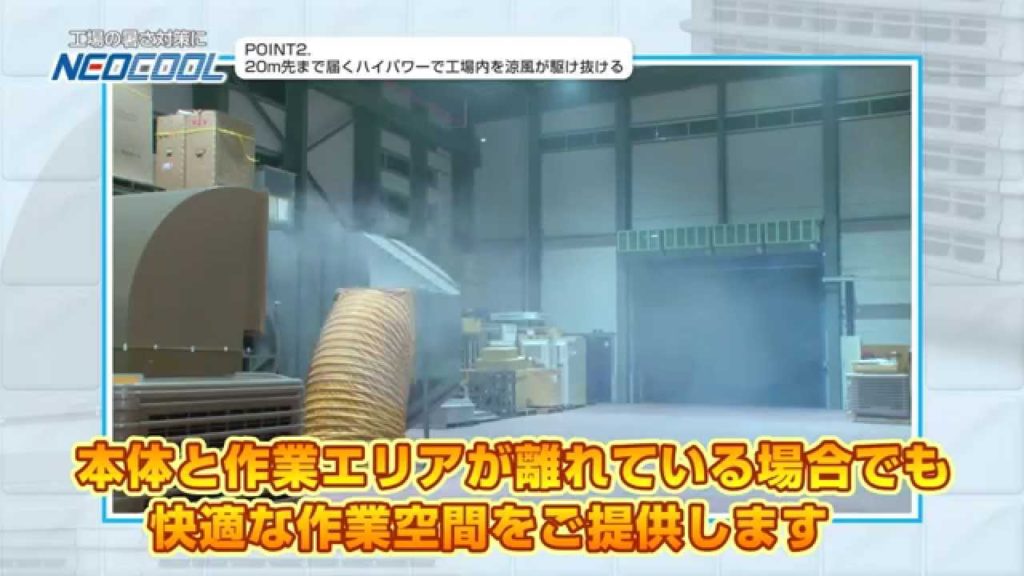 工場の暑さ対策に
NEOCOOL
POINT2.
20m先まで届くハイパワーで工場内を涼風が駆け抜ける
本体と作業エリアが離れている場合でも
快適な作業空間をご提供します